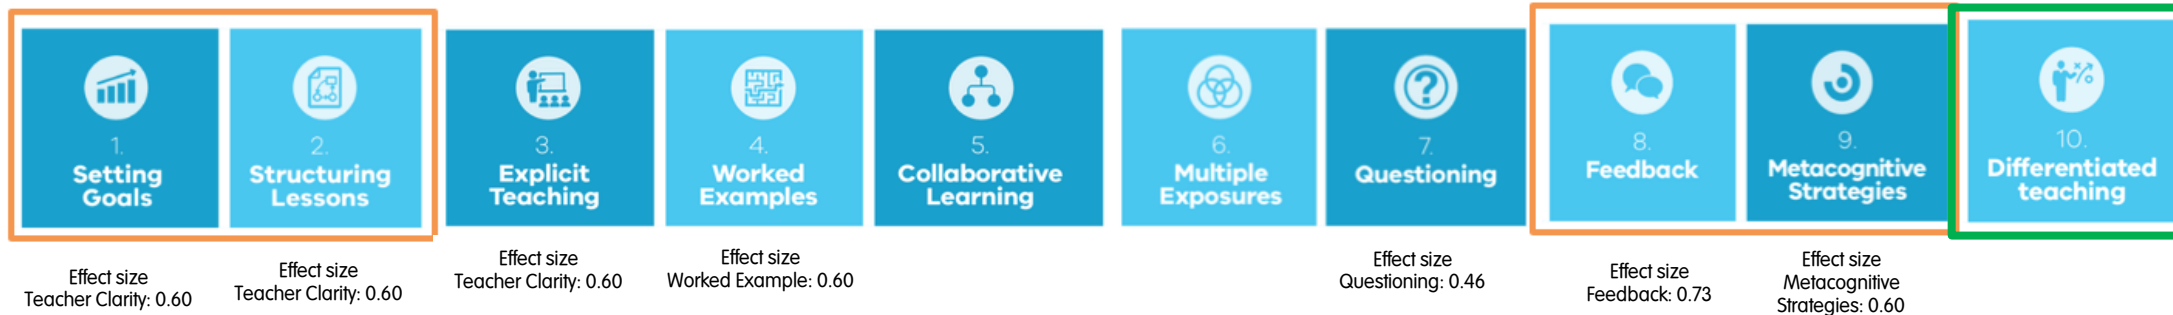 1.
Setting
Goals
Effect size
Teacher Clarity: 0.60
2.
Structuring
Lessons
Effect size
Teacher Clarity: 0.60
3.
Explicit
Teaching
Effect size
Teacher Clarity: 0.60
4.
Worked
Examples
Effect size
Worked Example: 0.60
5.
Collaborative
Learning
6.
Multiple
Exposures
7.
Questioning
Effect size
Questioning: 0.46
8.
Feedback
Effect size
Feedback: 0.73
9.
Metacognitive
Strategies
Effect size
Metacognitive
Strategies: 0.60
10.
Differentiated
teaching